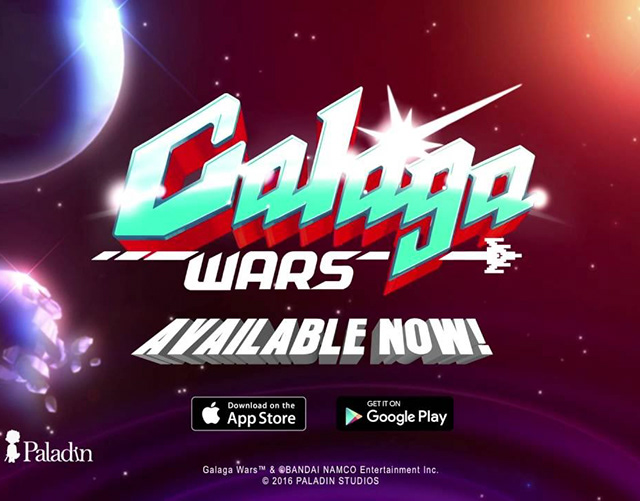 Galaga
WARS
AVAILABLE NOW!
Download on the
App Store
GET IT ON
Google Play
Paladin
Galaga Wars™ & ©BANDAI NAMCO Entertainment Inc.
© 2016 PALADIN STUDIOS